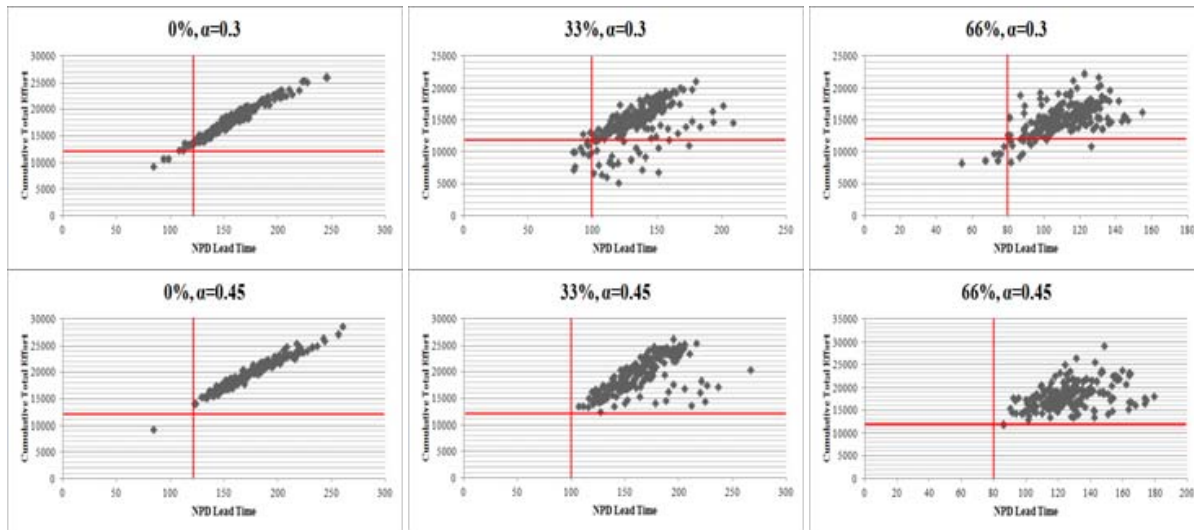 0%, α=0.3
Cumulative Total Effort
30000
25000
20000
15000
10000
5000
0
0 50 100 150 200 250 300
NPD Lead Time
33%, α=0.3
Cumulative Total Effort
25000
20000
15000
10000
5000
0
0 50 100 150 200 250
NPD Lead Time
66%, α=0.3
Cumulative Total Effort
25000
20000
15000
10000
5000
0
0 20 40 60 80 100 120 140 160 180
NPD Lead Time
0%, α=0.45
Cumulative Total Effort
30000
25000
20000
15000
10000
5000
0
0 50 100 150 200 250 300
NPD Lead Time
33%, α=0.45
Cumulative Total Effort
30000
25000
20000
15000
10000
5000
0
0 50 100 150 200 250 300
NPD Lead Time
66%, α=0.45
Cumulative Total Effort
35000
30000
25000
20000
15000
10000
5000
0
0 20 40 60 80 100 120 140 160 180 200
NPD Lead Time